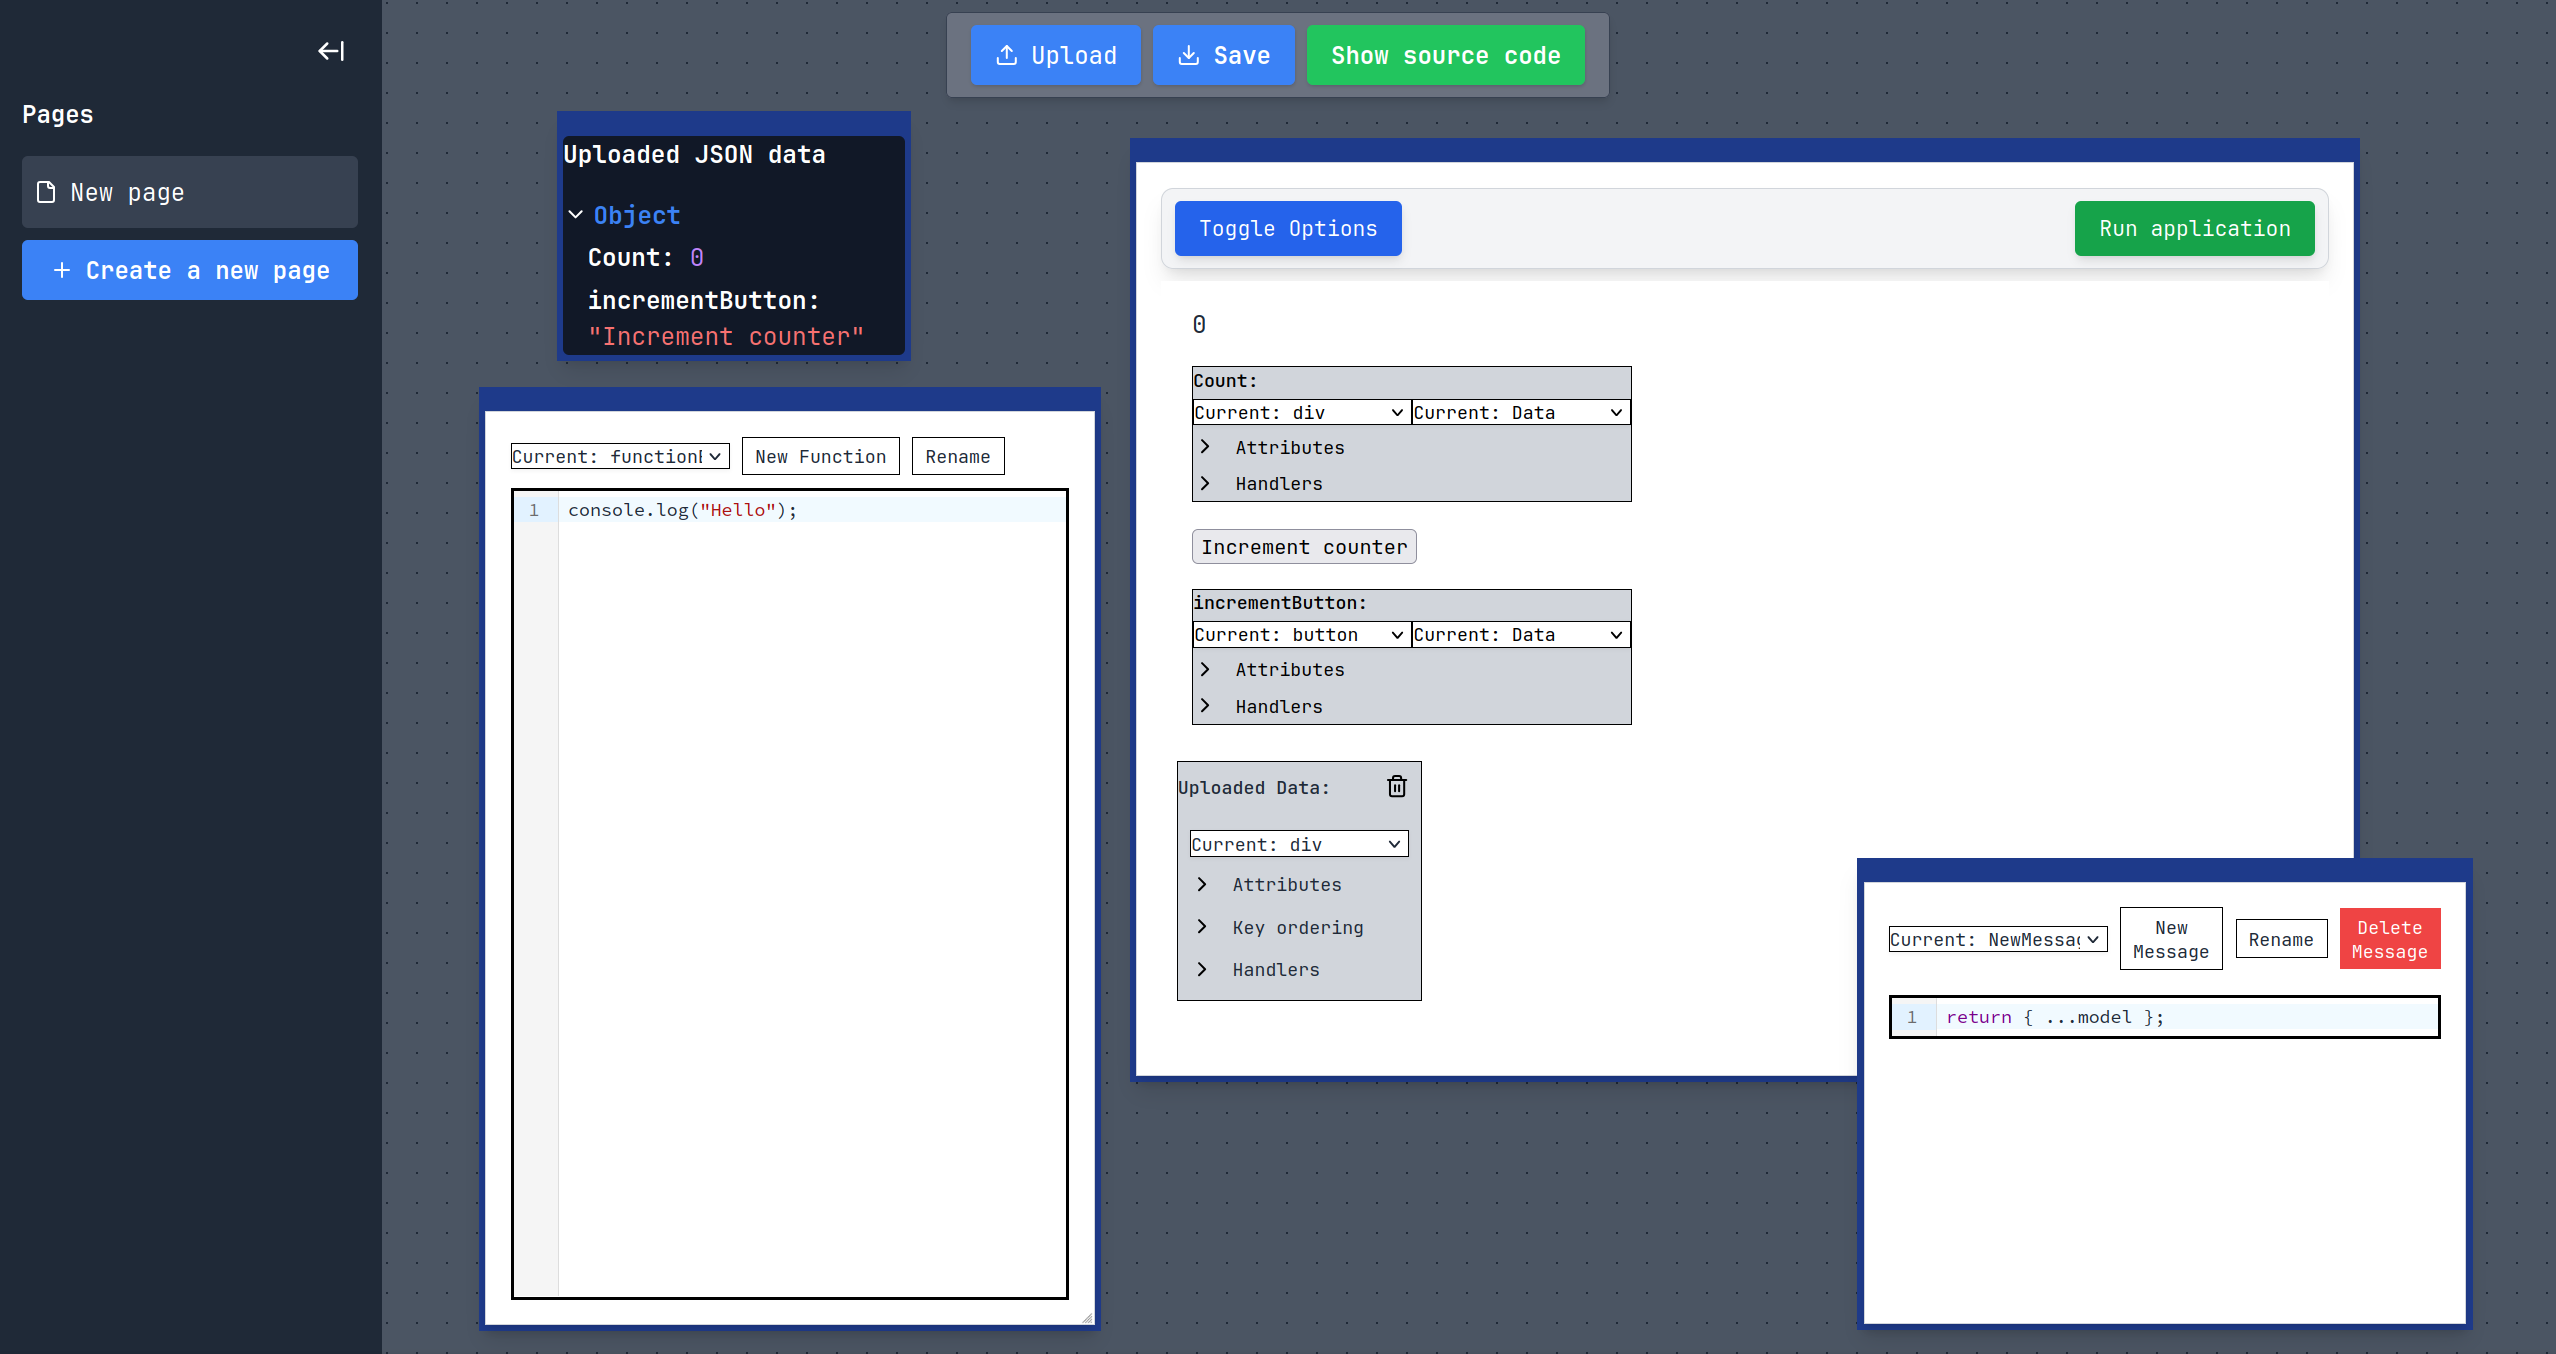 Pages
New page
+ Create a new page
Upload
Save
Show source code
Uploaded JSON data
Object
Count: 0
incrementButton:
"Increment counter"
Current: function
New Function
Rename
1 console.log("Hello");
Toggle Options
Run application
0
Count:
Current: div
Current: Data
Attributes
Handlers
Increment counter
incrementButton:
Current: button
Current: Data
Attributes
Handlers
Uploaded Data:
Current: div
Attributes
Key ordering
Handlers
Current: NewMessa
New
Message
Rename
Delete
Message
1 return { ...model };